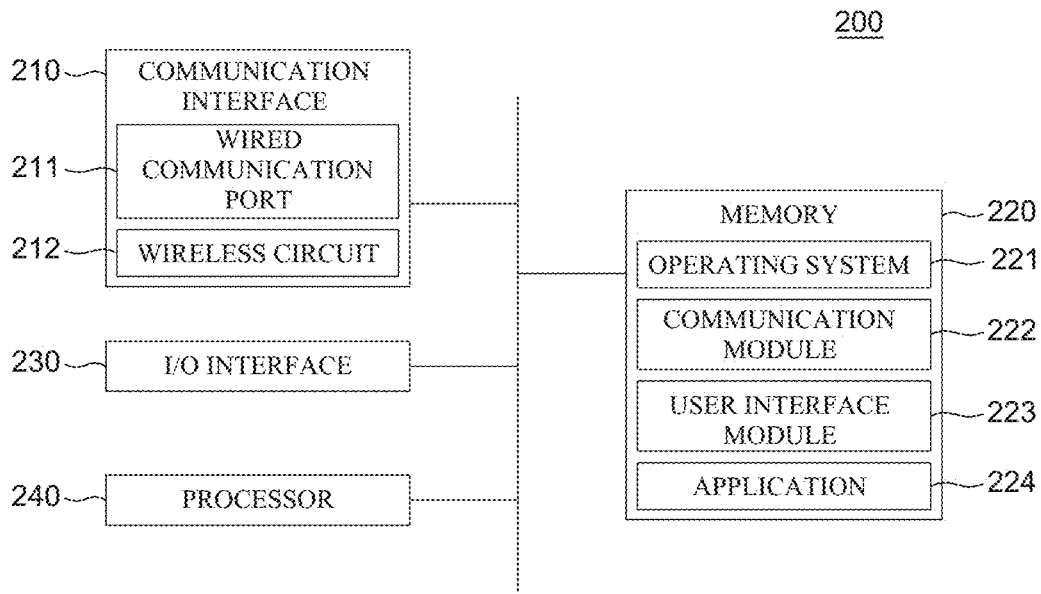 200
210
COMMUNICATION
INTERFACE
211
WIRED
COMMUNICATION
PORT
212
WIRELESS CIRCUIT
230
I/O INTERFACE
240
PROCESSOR
MEMORY
220
OPERATING SYSTEM
221
COMMUNICATION
MODULE
222
USER INTERFACE
MODULE
223
APPLICATION
224